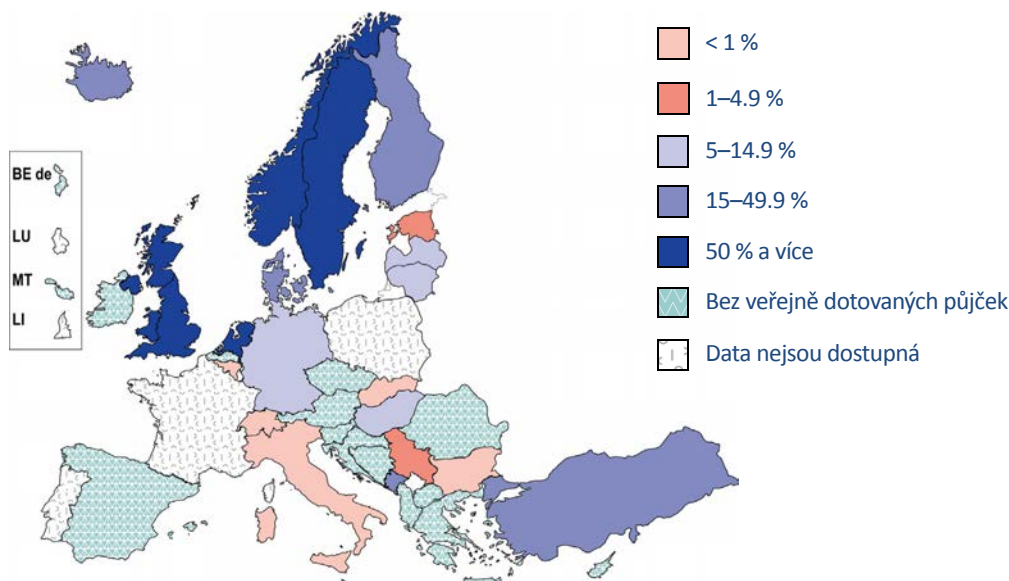 < 1 %
1–4.9 %
5–14.9 %
15–49.9 %
50 % a více
Bez veřejně dotovaných půjček
Data nejsou dostupná
BE de
LU
MT
LI